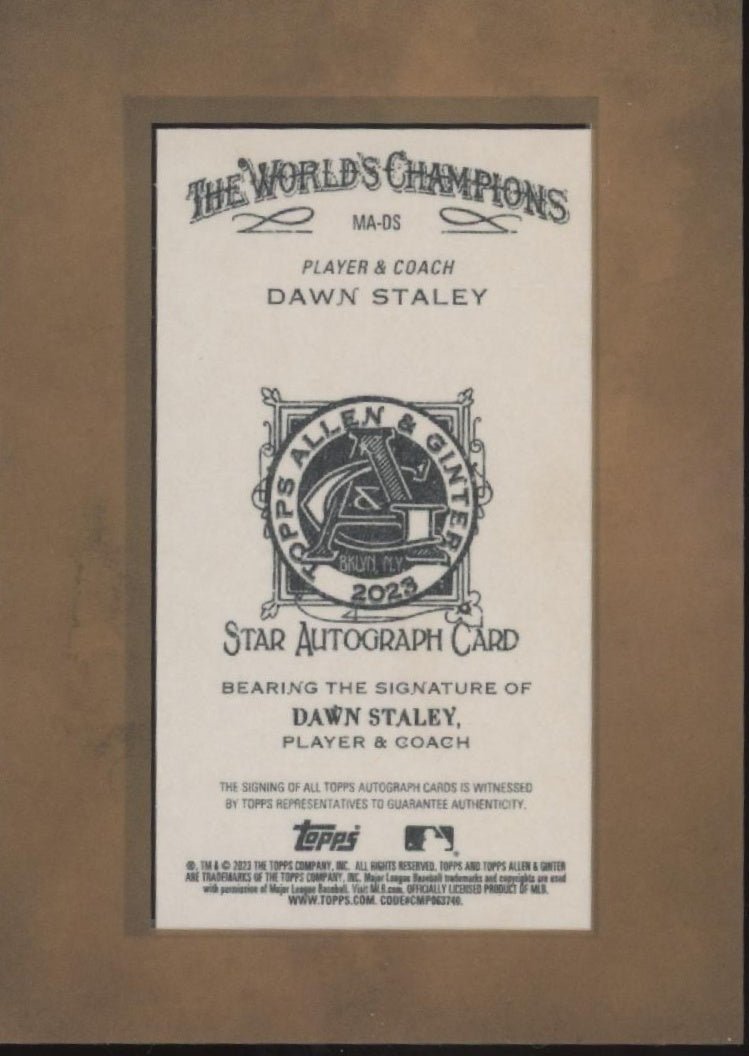 THE WORLD'S CHAMPIONS
MA-DS
PLAYER & COACH
DAWN STALEY
TOPPS ALLEN & GINTER
A & G
BKLYN, N.Y.
2023
STAR AUTOGRAPH CARD
BEARING THE SIGNATURE OF
DAWN STALEY,
PLAYER & COACH
THE SIGNING OF ALL TOPPS AUTOGRAPH CARDS IS WITNESSED
BY TOPPS REPRESENTATIVES TO GUARANTEE AUTHENTICITY.
topps
®, TM & © 2023 THE TOPPS COMPANY, INC. ALL RIGHTS RESERVED. TOPPS AND TOPPS ALLEN & GINTER
ARE TRADEMARKS OF THE TOPPS COMPANY, INC. Major League Baseball trademarks and copyrights are used
with permission of Major League Baseball. Visit MLB.com. OFFICIALLY LICENSED PRODUCT OF MLB.
WWW.TOPPS.COM. CODE#CMP063740.